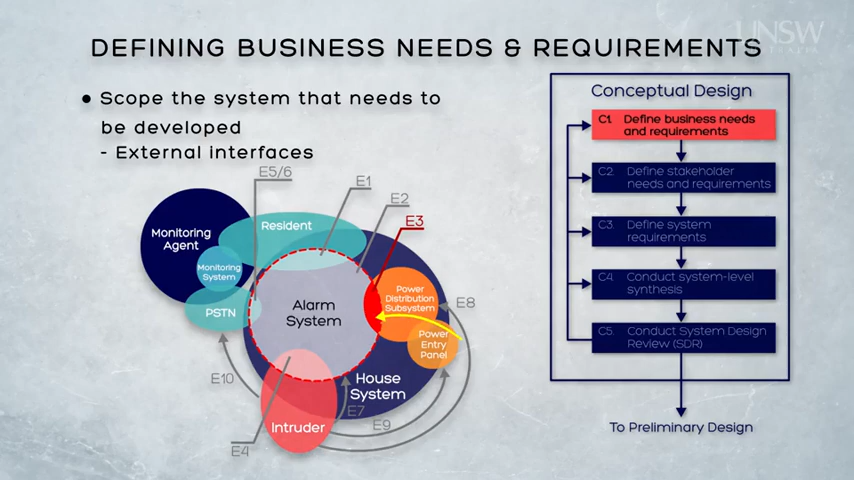 UNSW
DEFINING BUSINESS NEEDS & REQUIREMENTS
● Scope the system that needs to
be developed
- External interfaces
E5/6
E1
E2
E3
Monitoring
Agent
Resident
Monitoring
System
PSTN
Alarm
System
Power
Distribution
Subsystem
E8
Power
Entry
Panel
House
System
E10
E7
E9
Intruder
E4
Conceptual Design
C1. Define business needs
and requirements
C2. Define stakeholder
needs and requirements
C3. Define system
requirements
C4. Conduct system-level
synthesis
C5. Conduct System Design
Review (SDR)
To Preliminary Design